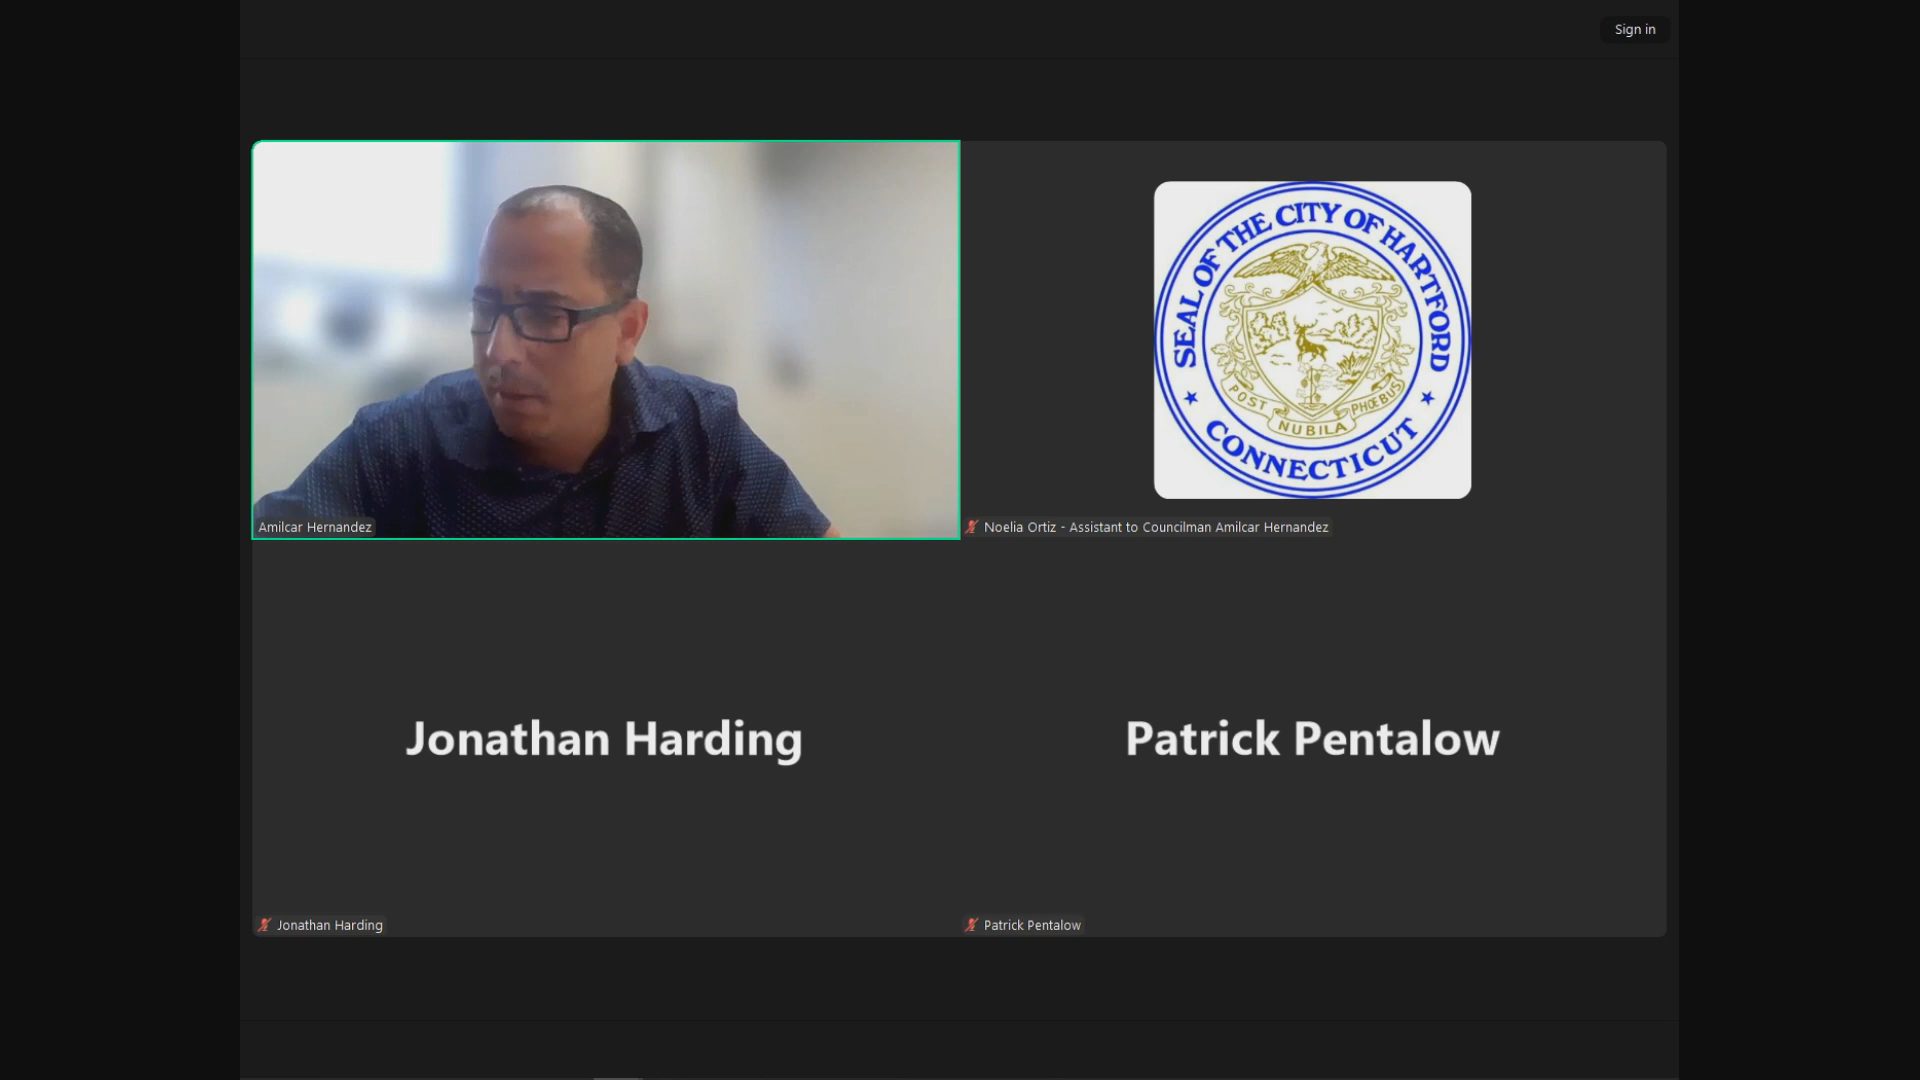 Sign in
SEAL OF THE CITY OF HARTFORD
CONNECTICUT
POST NUBILA PHŒBUS
Amilcar Hernandez
Noelia Ortiz - Assistant to Councilman Amilcar Hernandez
Jonathan Harding
Patrick Pentalow
Jonathan Harding
Patrick Pentalow